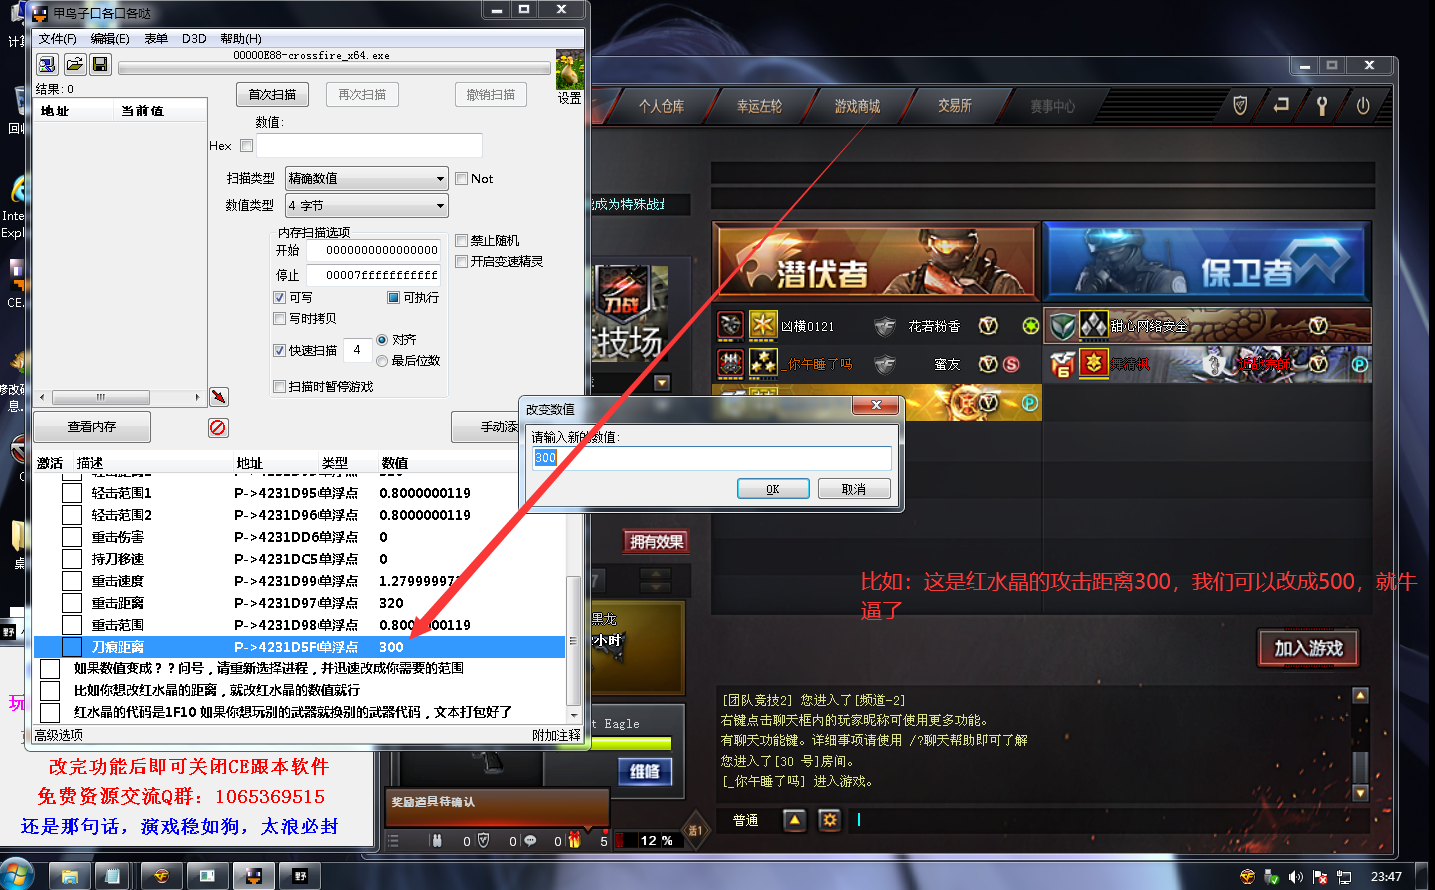 甲鸟子口各口各哒
文件(F) 编辑(E) 表单 D3D 帮助(H)
00000E88-crossfire_x64.exe
结果: 0
设置
地址 当前值
首次扫描 再次扫描 撤销扫描
数值:
Hex
扫描类型 精确数值 Not
数值类型 4 字节
内存扫描选项
开始 0000000000000000
停止 00007fffffffffff
禁止随机
开启变速精灵
可写 可执行
写时拷贝
快速扫描 4 对齐
最后位数
扫描时暂停游戏
查看内存 手动添
激活 描述 地址 类型 数值
轻击范围1 P->4231D95 单浮点 0.8000000119
轻击范围2 P->4231D96 单浮点 0.8000000119
重击伤害 P->4231DD6 单浮点 0
持刀移速 P->4231DC5 单浮点 0
重击速度 P->4231D99 单浮点 1.27999997
重击距离 P->4231D97 单浮点 320
重击范围 P->4231D98 单浮点 0.8000000119
刀痕距离 P->4231D5F 单浮点 300
如果数值变成？？问号，请重新选择进程，并迅速改成你需要的范围
比如你想改红水晶的距离，就改红水晶的数值就行
红水晶的代码是1F10 如果你想玩别的武器就换别的武器代码，文本打包好了
高级选项 附加注释
改完功能后即可关闭CE跟本软件
免费资源交流Q群：1065369515
还是那句话，演戏稳如狗，太浪必封
改变数值
请输入新的数值:
300
OK 取消
个人仓库 幸运左轮 游戏商城 交易所 赛事中心
成为特殊战
刀战
技场
潜伏者 保卫者
凶横0121 花若粉香 甜心网络安全
_你午睡了吗 蜜友
拥有效果
比如：这是红水晶的攻击距离300，我们可以改成500，就牛
逼了
黑龙
小时
加入游戏
t Eagle
维修
[团队竞技2] 您进入了[频道-2]
右键点击聊天框内的玩家昵称可使用更多功能。
有聊天功能键。详细事项请使用 /?聊天帮助即可了解
您进入了[30 号]房间。
[_你午睡了吗] 进入游戏。
奖励道具待确认
普通
0 0 0 5 12 % 活1
计算
回收
Inte
Expl
CE.
修改
息.
23:47